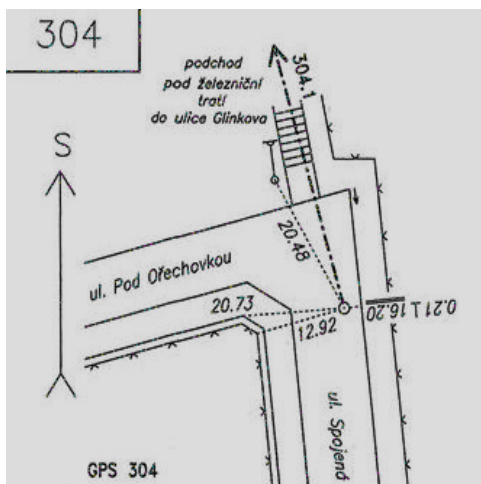 304
podchod
pod železniční
tratí
do ulice Glinkova
304.1
S
20.48
ul. Pod Ořechovkou
20.73
12.92
0.21 ⊥ 16.20
ul. Spojená
GPS 304